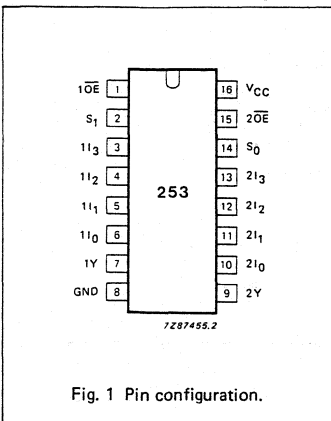 1OE 1 16 VCC
S1 2 15 2OE
1I3 3 14 S0
1I2 4 13 2I3
253
1I1 5 12 2I2
1I0 6 11 2I1
1Y 7 10 2I0
GND 8 9 2Y
7Z87455.2
Fig. 1 Pin configuration.